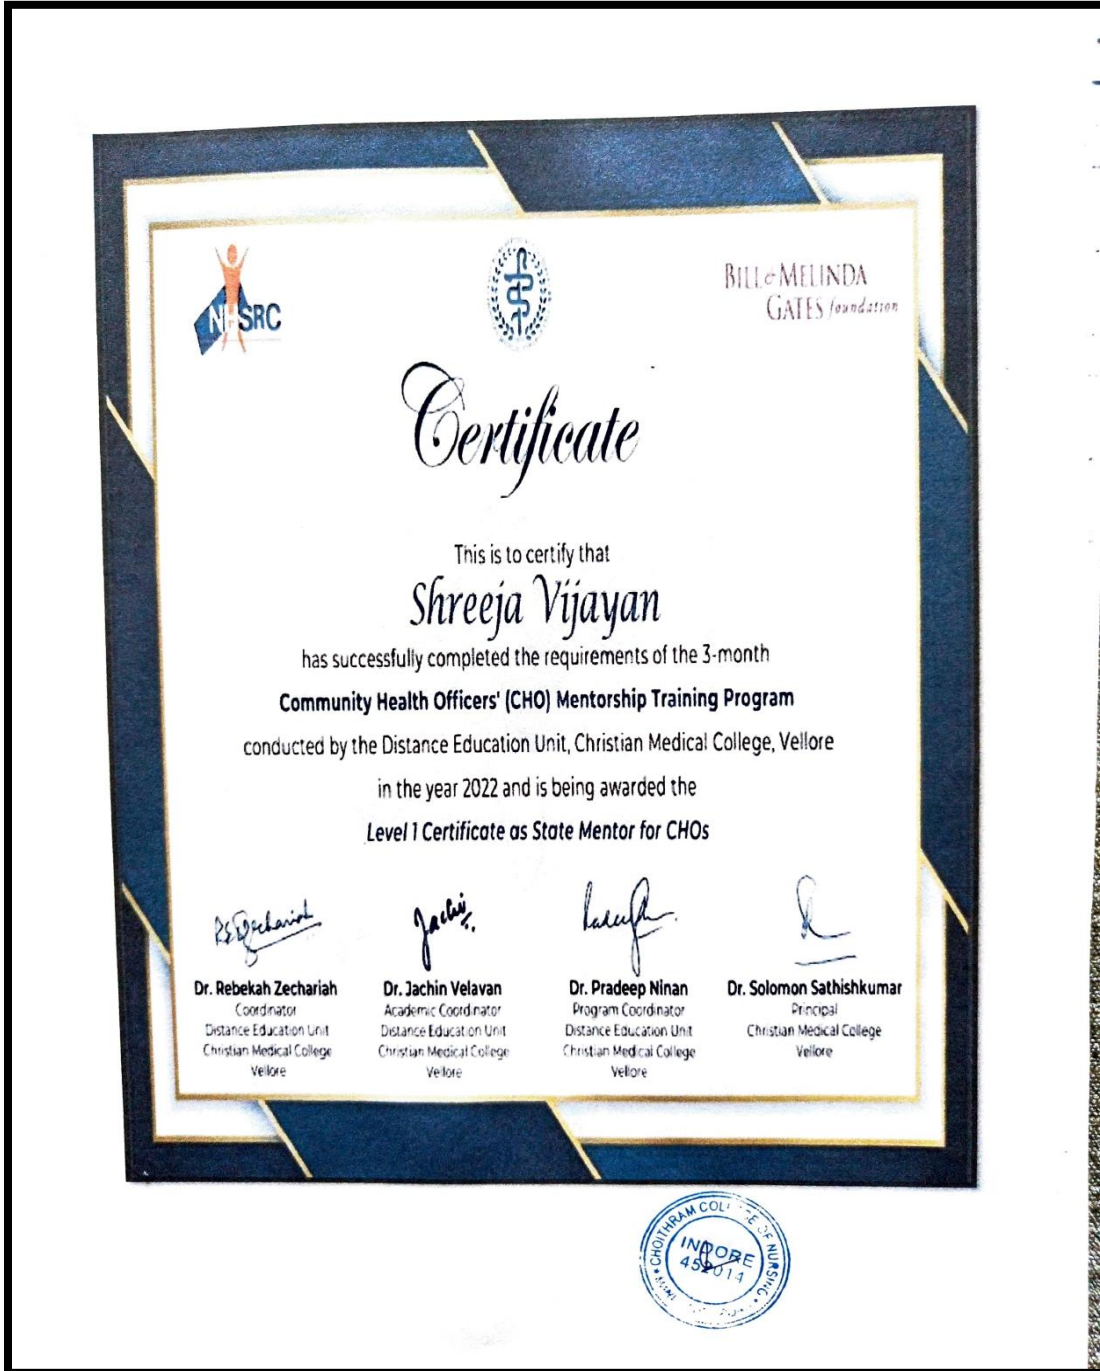 NHSRC
BILL & MELINDA
GATES foundation
Certificate
This is to certify that
Shreeja Vijayan
has successfully completed the requirements of the 3-month
Community Health Officers' (CHO) Mentorship Training Program
conducted by the Distance Education Unit, Christian Medical College, Vellore
in the year 2022 and is being awarded the
Level 1 Certificate as State Mentor for CHOs
Jachin
Dr. Rebekah Zechariah
Coordinator
Distance Education Unit
Christian Medical College
Vellore
Dr. Jachin Velavan
Academic Coordinator
Distance Education Unit
Christian Medical College
Vellore
Dr. Pradeep Ninan
Program Coordinator
Distance Education Unit
Christian Medical College
Vellore
Dr. Solomon Sathishkumar
Principal
Christian Medical College
Vellore
CHOITHRAM COLLEGE OF NURSING
INDORE
452014